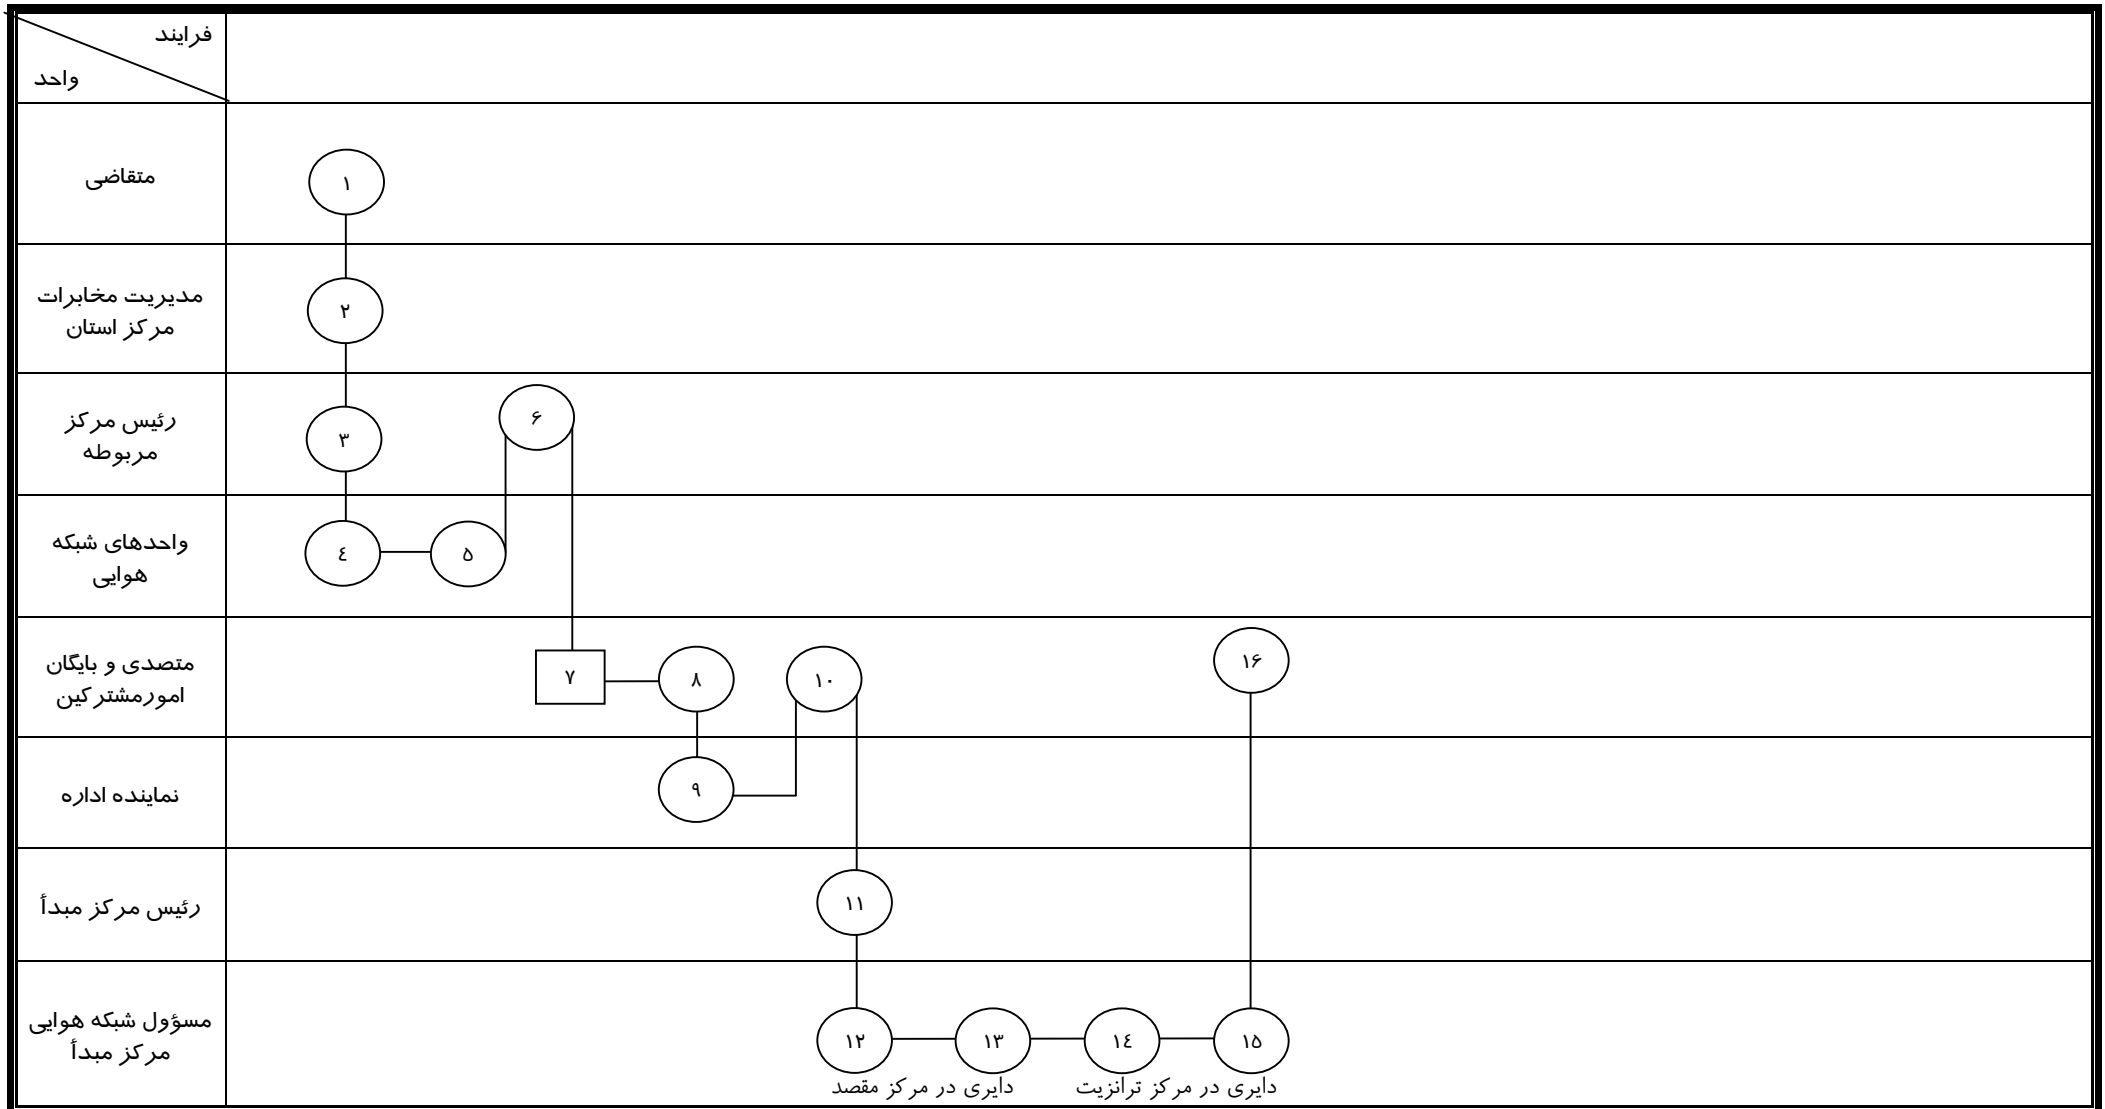 فرایند
واحد
متقاضی
۱
مدیریت مخابرات
مرکز استان
۲
رئیس مرکز
مربوطه
۳
۶
واحدهای شبکه
هوایی
٤
۵
متصدی و بایگان
امورمشترکین
۷
۸
۱۰
۱۶
نماینده اداره
۹
رئیس مرکز مبدأ
۱۱
مسؤول شبکه هوایی
مرکز مبدأ
۱۲
۱۳
۱٤
۱۵
دایری در مرکز مقصد
دایری در مرکز ترانزیت